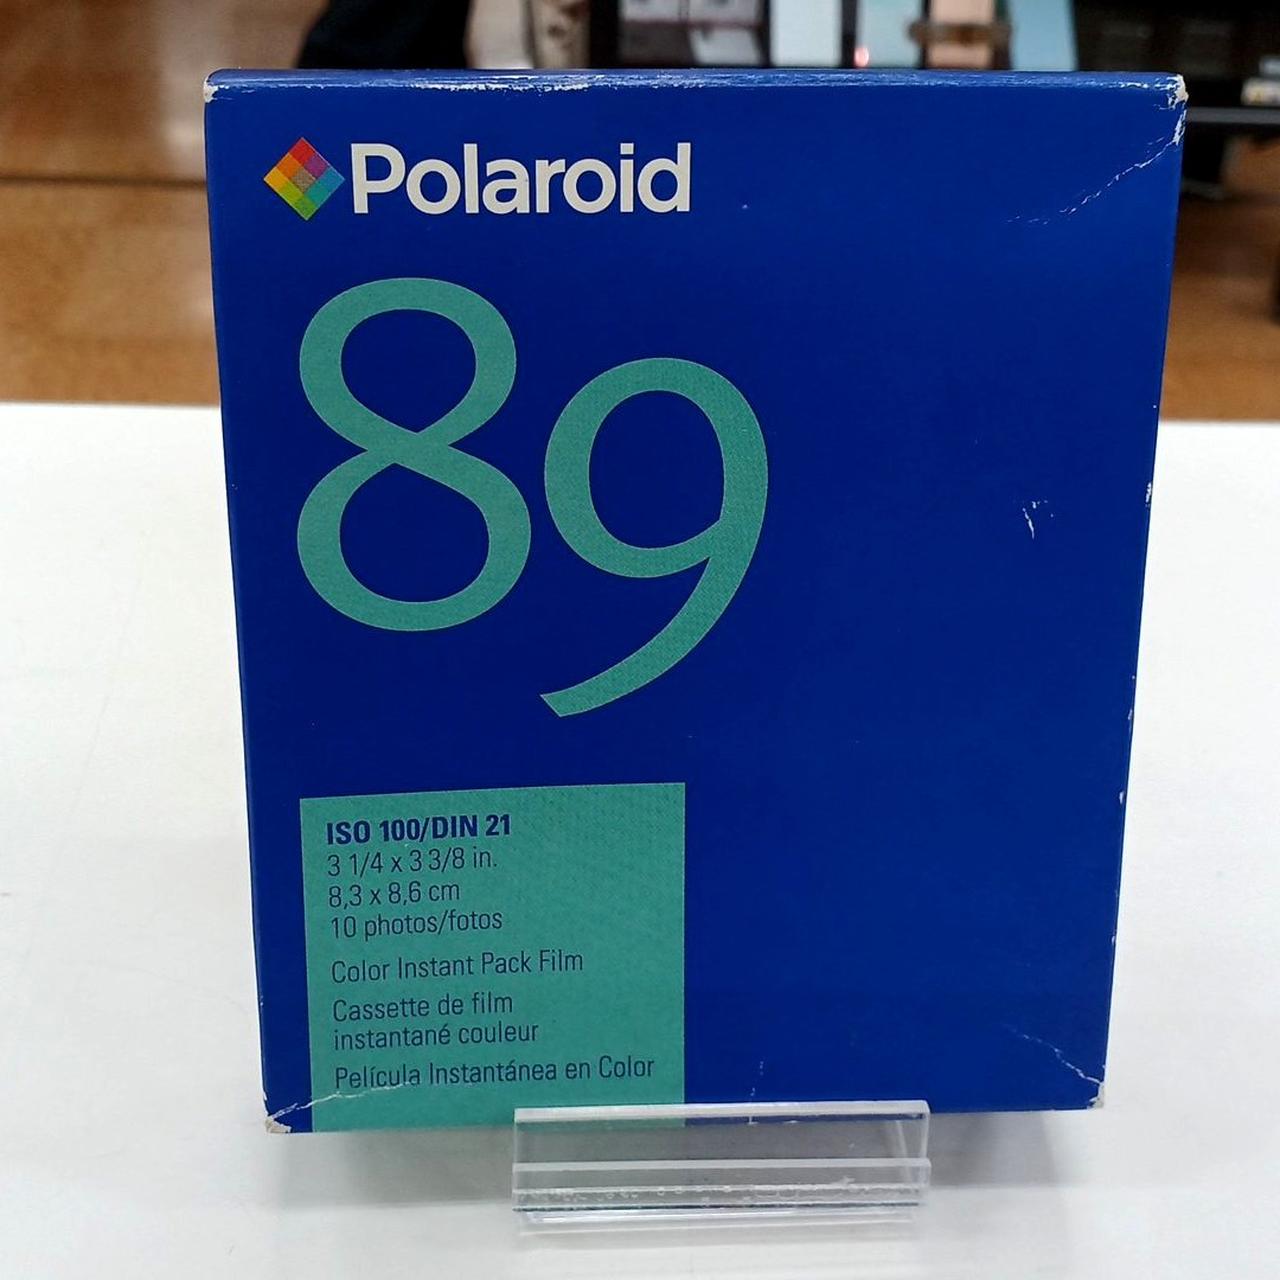 Polaroid
89
ISO 100/DIN 21
3 1/4 x 3 3/8 in.
8,3 x 8,6 cm
10 photos/fotos
Color Instant Pack Film
Cassette de film
instantané couleur
Película Instantánea en Color